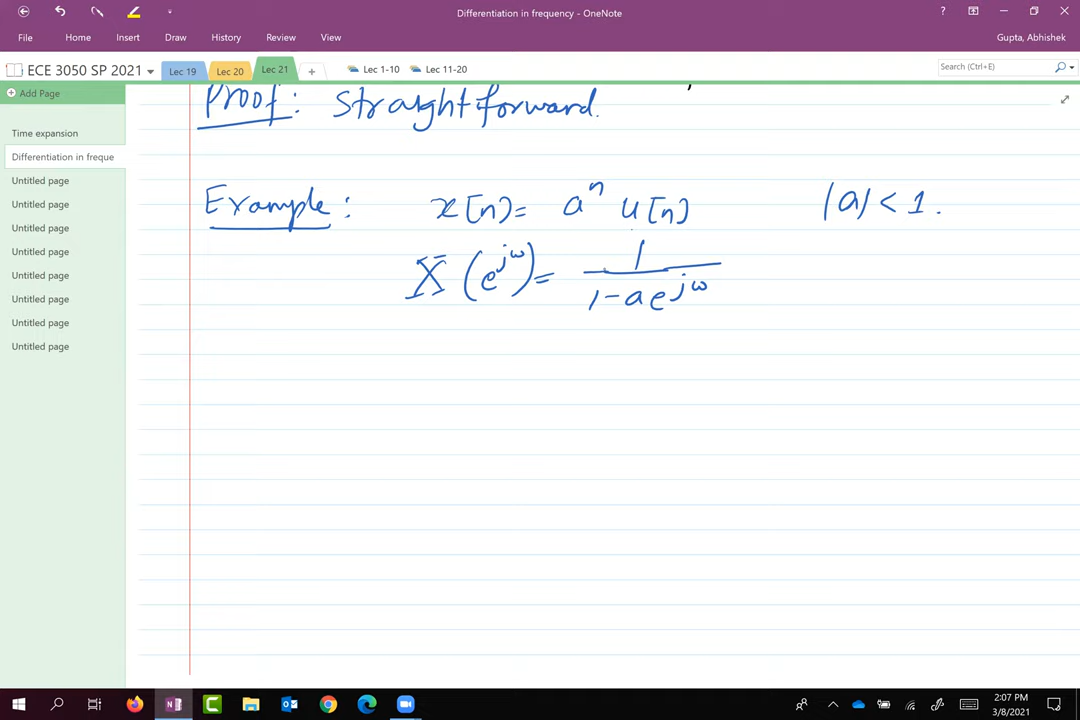 Differentiation in frequency - OneNote
?
File Home Insert Draw History Review View
Gupta, Abhishek
ECE 3050 SP 2021 Lec 19 Lec 20 Lec 21 + Lec 1-10 Lec 11-20
Search (Ctrl+E)
Add Page
Time expansion
Differentiation in freque
Untitled page
Untitled page
Untitled page
Untitled page
Untitled page
Untitled page
Untitled page
Untitled page
Proof: Straightforward.
Example: x[n] = a^n u[n] |a| < 1.
X(e^{jω}) = 1/(1-ae^{jω})
2:07 PM
3/8/2021